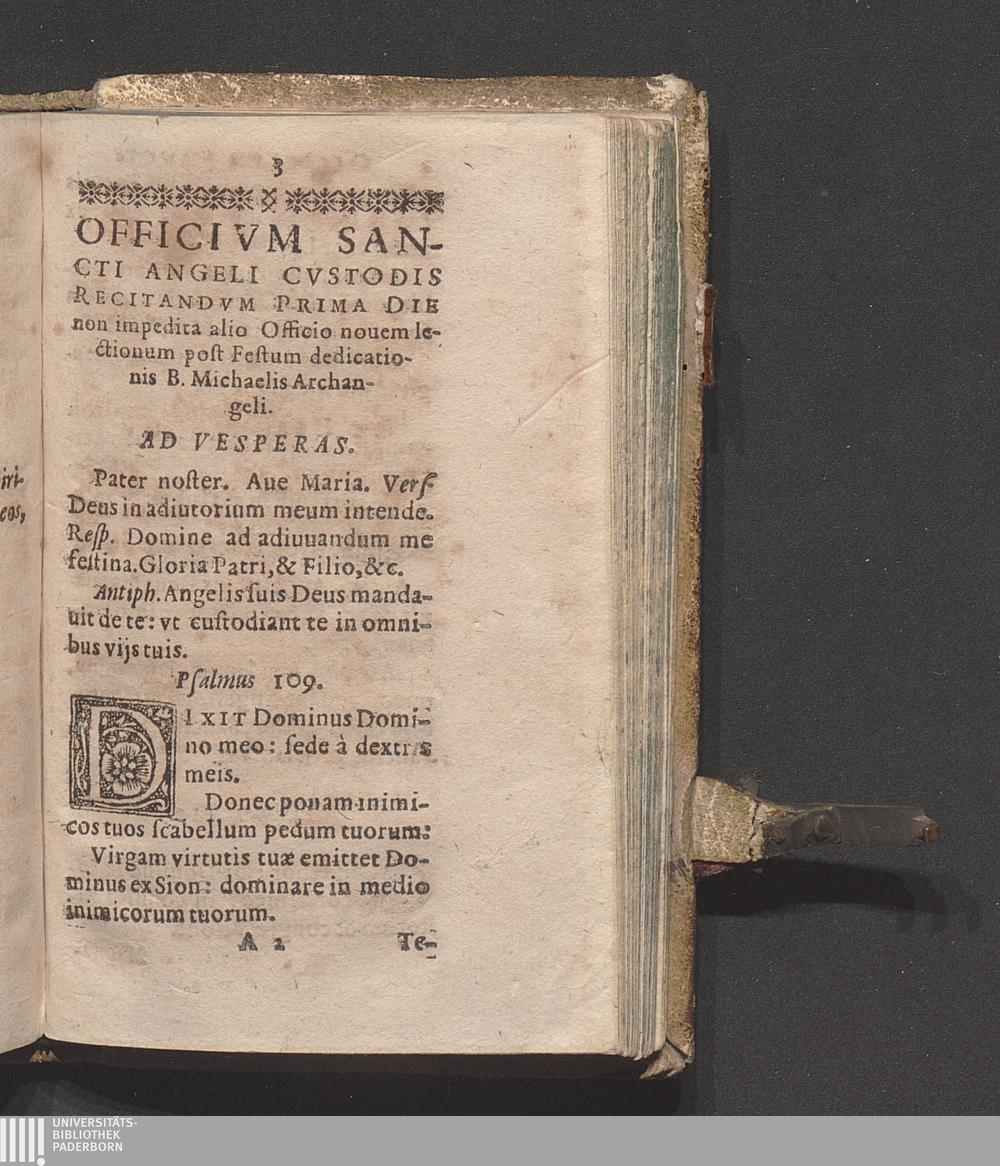 iri-
eos,
3
OFFICIVM SAN-
CTI ANGELI CVSTODIS
RECITANDVM PRIMA DIE
non impedita alio Officio nouem le-
ctionum poſt Feſtum dedicatio-
nis B. Michaelis Archan-
geli.
AD VESPERAS.
Pater noſter. Aue Maria. Verſ
Deus in adiutorium meum intende.
Reſp. Domine ad adiuuandum me
feſtina. Gloria Patri, & Filio, &c.
Antiph. Angelis ſuis Deus manda-
uit de te: vt cuſtodiant te in omni-
bus vijs tuis.
Pſalmus 109.
DIXIT Dominus Domi-
no meo: ſede à dextris
meis.
Donec ponam inimi-
cos tuos ſcabellum pedum tuorum:
Virgam virtutis tuæ emittet Do-
minus ex Sion: dominare in medio
inimicorum tuorum.
A 2 Te-
UNIVERSITÄTS-
BIBLIOTHEK
PADERBORN